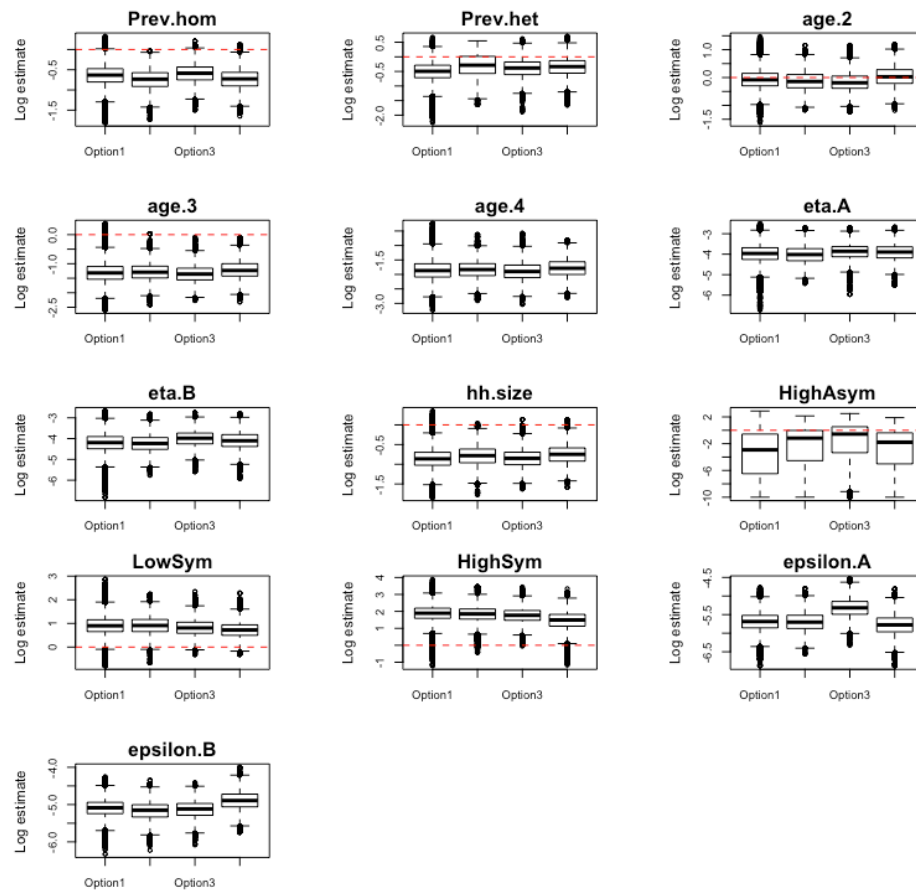 Prev.hom
Prev.het
age.2
Log estimate
-0.5
-1.5
Log estimate
0.5
-0.5
-2.0
Log estimate
1.0
0.0
-1.5
Option1 Option3
Option1 Option3
Option1 Option3
age.3
age.4
eta.A
Log estimate
0.0
-1.0
-2.5
Log estimate
-1.5
-3.0
Log estimate
-3
-4
-6
Option1 Option3
Option1 Option3
Option1 Option3
eta.B
hh.size
HighAsym
Log estimate
-3
-4
-6
Log estimate
-0.5
-1.5
Log estimate
2
-2
-6
-10
Option1 Option3
Option1 Option3
Option1 Option3
LowSym
HighSym
epsilon.A
Log estimate
3
2
1
0
Log estimate
4
3
2
1
-1
Log estimate
-4.5
-5.5
-6.5
Option1 Option3
Option1 Option3
Option1 Option3
epsilon.B
Log estimate
-4.0
-5.0
-6.0
Option1 Option3